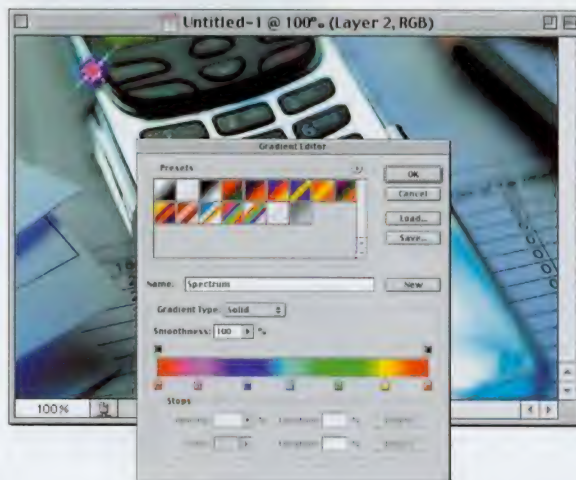 Untitled-1 @ 100% (Layer 2, RGB)
Gradient Editor
Presets
OK
Cancel
Load...
Save...
Name: Spectrum
New
Gradient Type: Solid
Smoothness: 100 %
Stops
100%